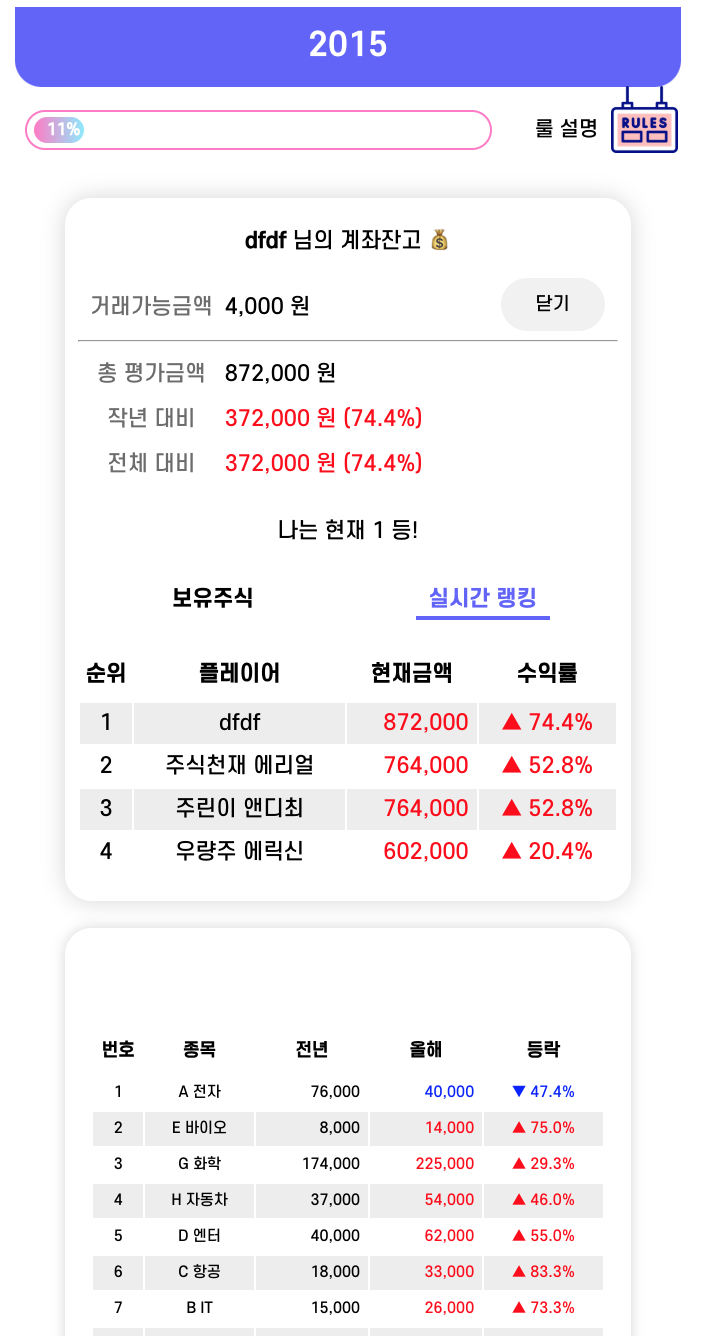 2015
11%
룰 설명
RULES
dfdf 님의 계좌잔고
거래가능금액 4,000 원
닫기
총 평가금액 872,000 원
작년 대비 372,000 원 (74.4%)
전체 대비 372,000 원 (74.4%)
나는 현재 1 등!
보유주식 실시간 랭킹
순위 플레이어 현재금액 수익률
1 dfdf 872,000 ▲ 74.4%
2 주식천재 에리얼 764,000 ▲ 52.8%
3 주린이 앤디최 764,000 ▲ 52.8%
4 우량주 에릭신 602,000 ▲ 20.4%
번호 종목 전년 올해 등락
1 A 전자 76,000 40,000 ▼ 47.4%
2 E 바이오 8,000 14,000 ▲ 75.0%
3 G 화학 174,000 225,000 ▲ 29.3%
4 H 자동차 37,000 54,000 ▲ 46.0%
5 D 엔터 40,000 62,000 ▲ 55.0%
6 C 항공 18,000 33,000 ▲ 83.3%
7 B IT 15,000 26,000 ▲ 73.3%